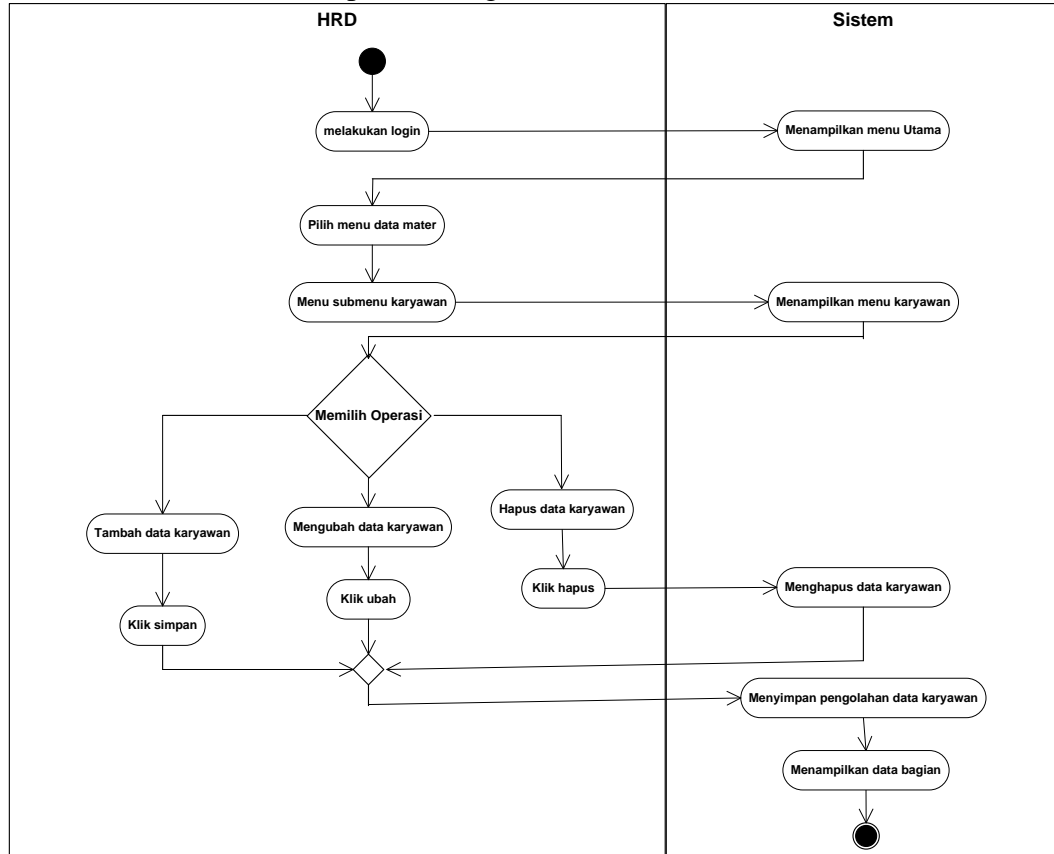 HRD
Sistem
melakukan login
Menampilkan menu Utama
Pilih menu data mater
Menu submenu karyawan
Menampilkan menu karyawan
Memilih Operasi
Hapus data karyawan
Tambah data karyawan
Mengubah data karyawan
Klik hapus
Menghapus data karyawan
Klik ubah
Klik simpan
Menyimpan pengolahan data karyawan
Menampilkan data bagian